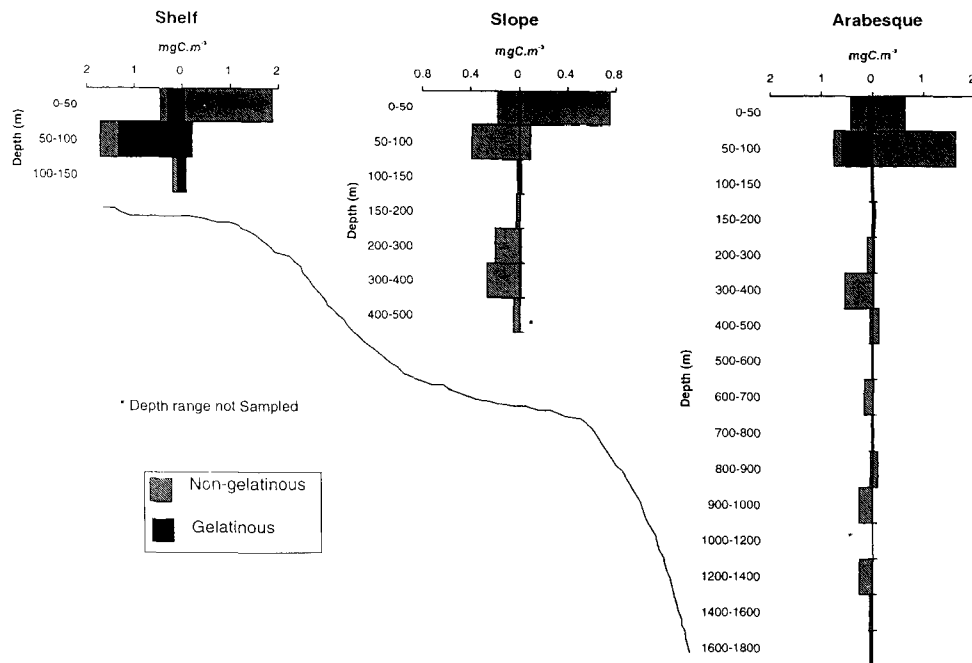 Shelf
mgC.m⁻³
2 1 0 1 2
Depth (m)
0-50
50-100
100-150
Slope
mgC.m⁻³
0.8 0.4 0 0.4 0.8
Depth (m)
0-50
50-100
100-150
150-200
200-300
300-400
400-500
*
Arabesque
mgC.m⁻³
2 1 0 1 2
Depth (m)
0-50
50-100
100-150
150-200
200-300
300-400
400-500
500-600
600-700
700-800
800-900
900-1000
1000-1200
*
1200-1400
1400-1600
1600-1800
* Depth range not Sampled
Non-gelatinous
Gelatinous